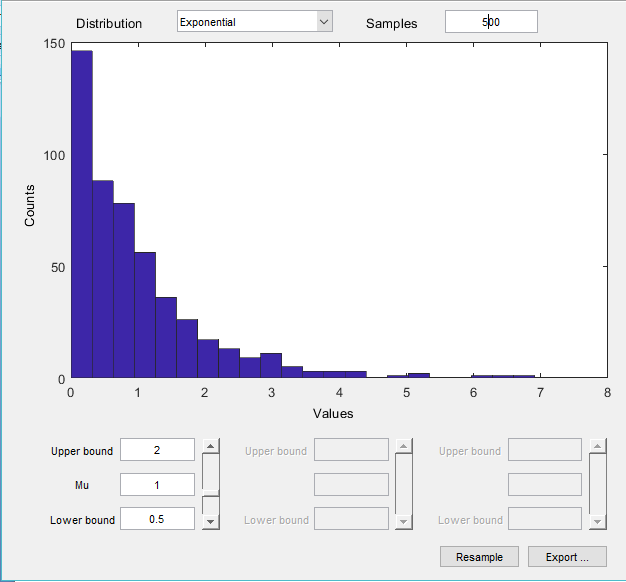 Distribution Exponential Samples 500
150
100
50
0
Counts
0 1 2 3 4 5 6 7 8
Values
Upper bound 2 Upper bound Upper bound
Mu 1
Lower bound 0.5 Lower bound Lower bound
Resample Export ...